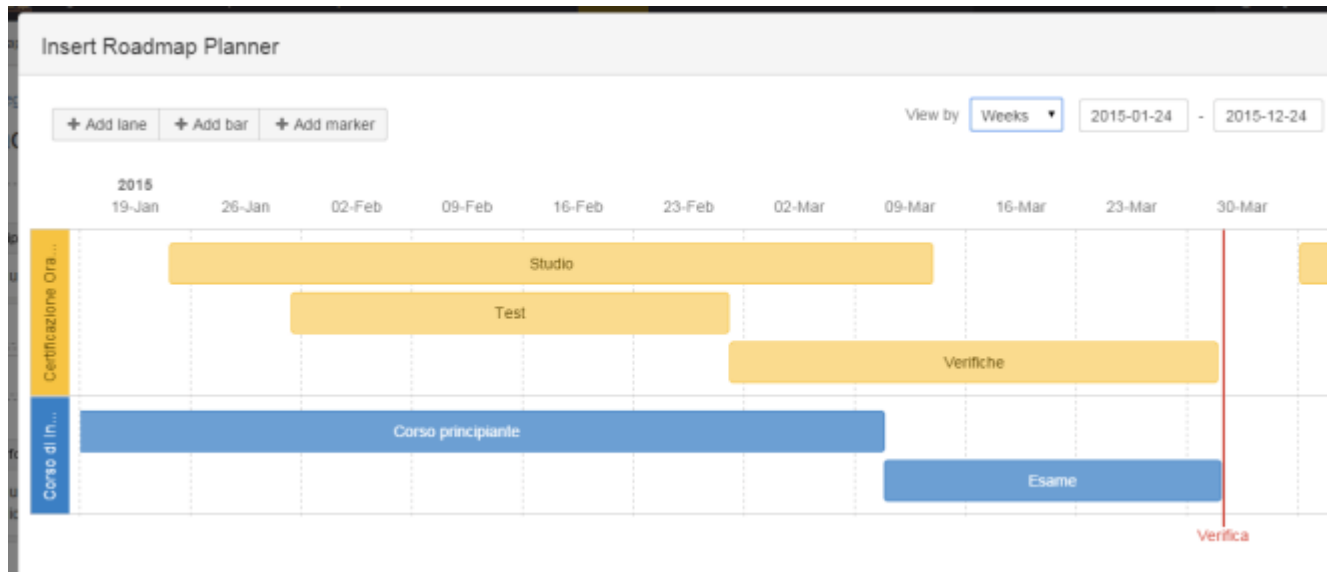 Insert Roadmap Planner
+ Add lane + Add bar + Add marker
View by Weeks 2015-01-24 - 2015-12-24
2015
19-Jan 26-Jan 02-Feb 09-Feb 16-Feb 23-Feb 02-Mar 09-Mar 16-Mar 23-Mar 30-Mar
Certificazione Ora...
Studio
Test
Verifiche
Corso di In...
Corso principiante
Esame
Verifica